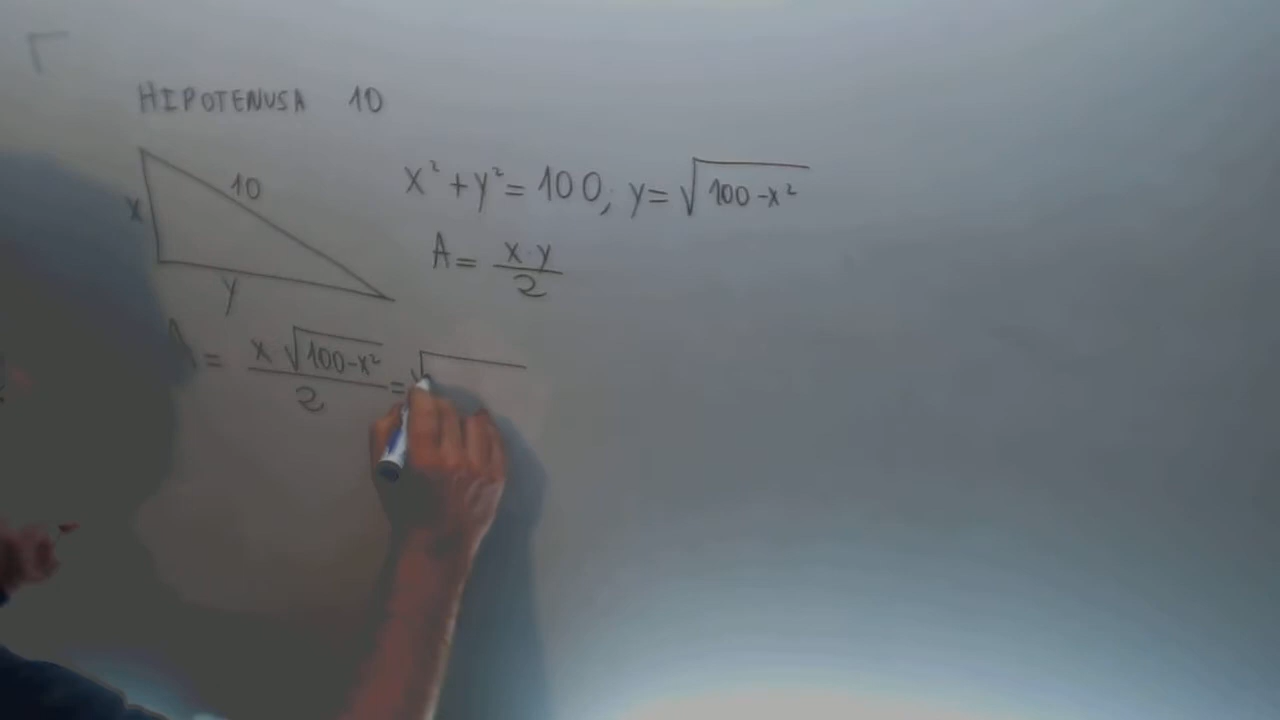 HIPOTENUSA 10
10
x² + y² = 100, y = √(100 - x²)
x
A = x·y / 2
y
A = x √(100-x²) / 2 = √